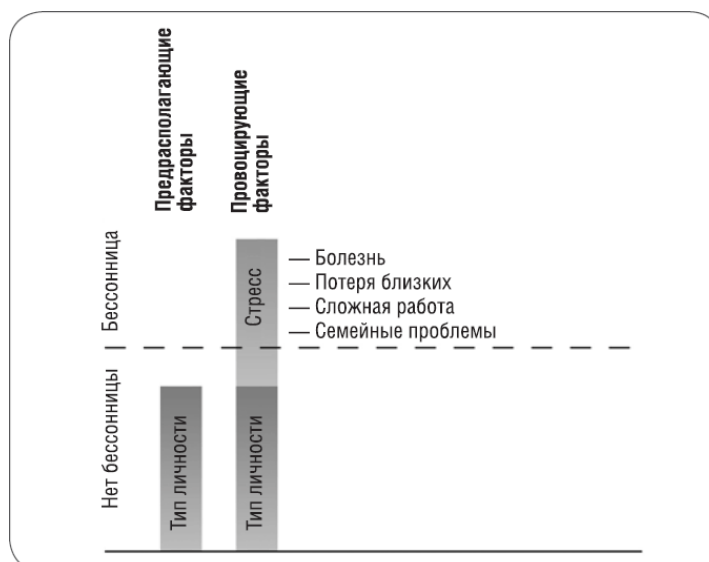 Предрасполагающие
факторы
Провоцирующие
факторы
Бессонница
Стресс
— Болезнь
— Потеря близких
— Сложная работа
— Семейные проблемы
Нет бессонницы
Тип личности
Тип личности